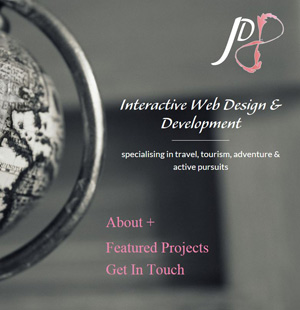 JD
Interactive Web Design &
Development
specialising in travel, tourism, adventure &
active pursuits
About +
Featured Projects
Get In Touch